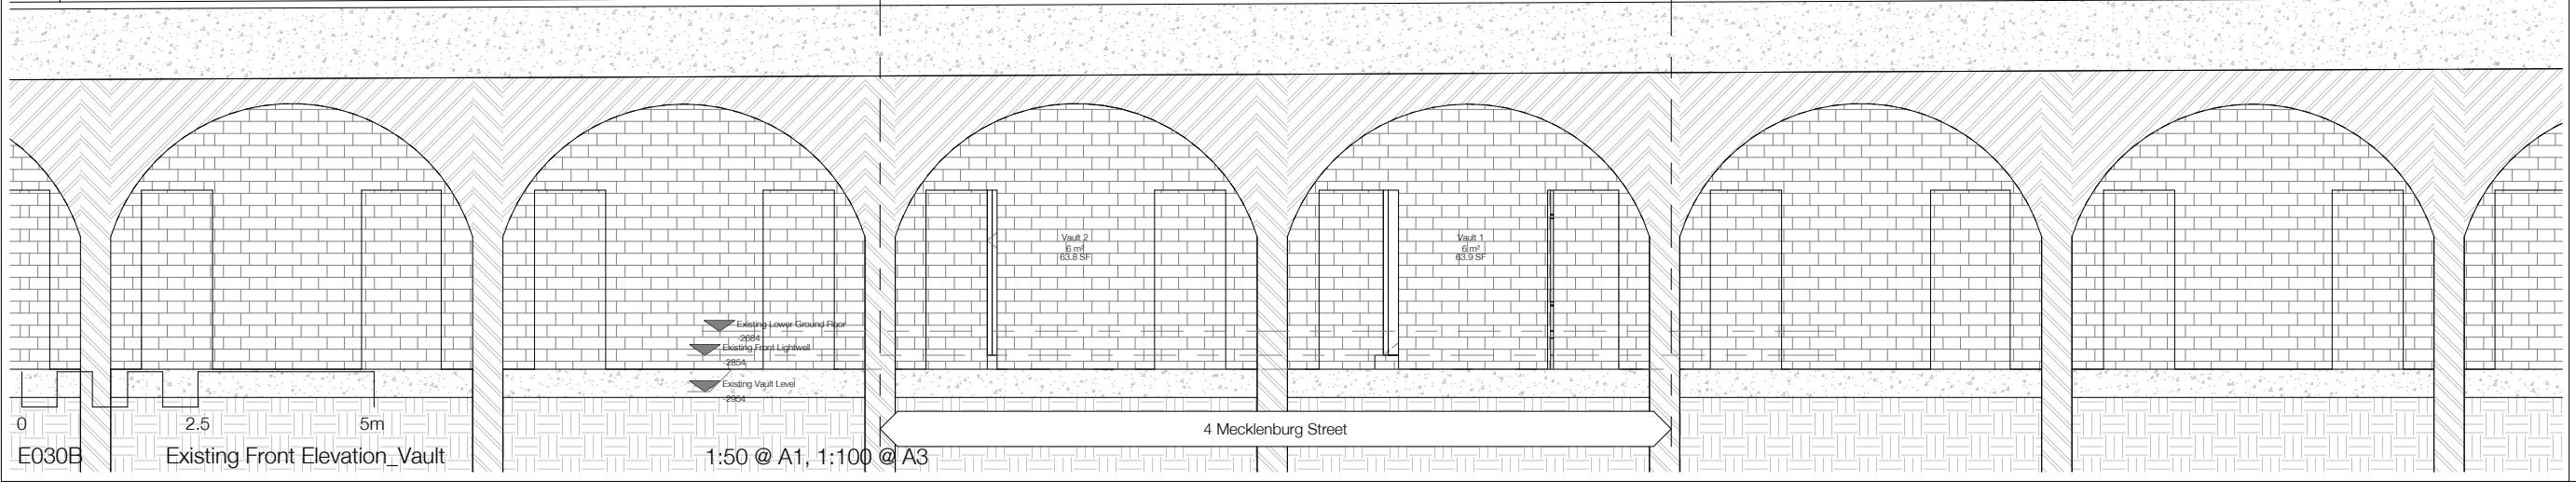 Vault 2
6 m²
63.8 SF
Vault 1
6 m²
63.9 SF
Existing Lower Ground Floor
-2684
Existing Front Lightwell
-2854
Existing Vault Level
-2954
0 2.5 5m
4 Mecklenburg Street
E030B Existing Front Elevation_Vault 1:50 @ A1, 1:100 @ A3